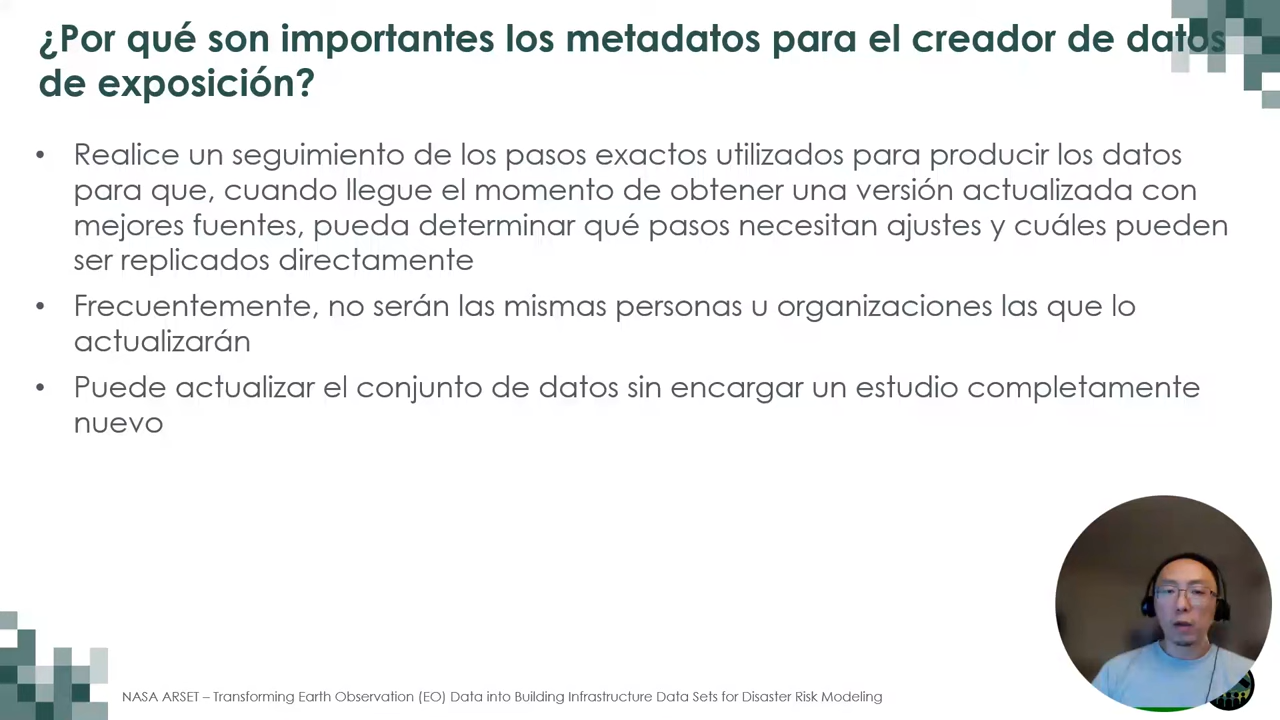 ¿Por qué son importantes los metadatos para el creador de datos
de exposición?
• Realice un seguimiento de los pasos exactos utilizados para producir los datos
para que, cuando llegue el momento de obtener una versión actualizada con
mejores fuentes, pueda determinar qué pasos necesitan ajustes y cuáles pueden
ser replicados directamente
• Frecuentemente, no serán las mismas personas u organizaciones las que lo
actualizarán
• Puede actualizar el conjunto de datos sin encargar un estudio completamente
nuevo
NASA ARSET – Transforming Earth Observation (EO) Data into Building Infrastructure Data Sets for Disaster Risk Modeling